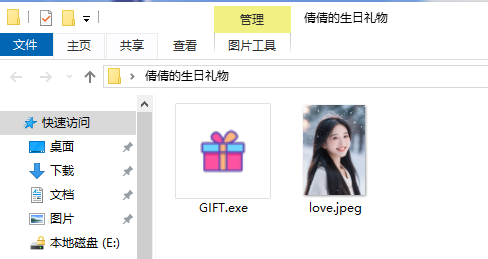 管理
倩倩的生日礼物
文件
主页
共享
查看
图片工具
倩倩的生日礼物
快速访问
桌面
下载
文档
图片
本地磁盘 (E:)
GIFT.exe
love.jpeg